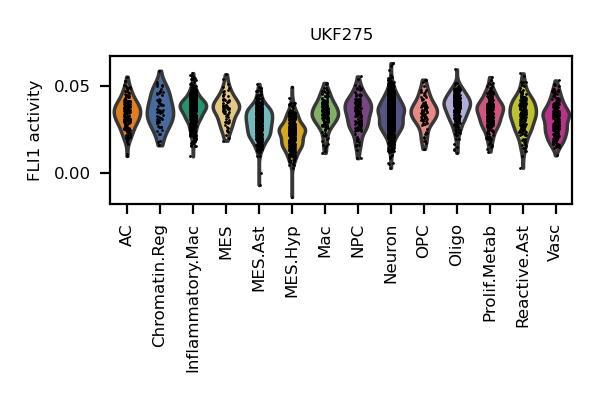 UKF275
FLI1 activity
0.05
0.00
AC
Chromatin.Reg
Inflammatory.Mac
MES
MES.Ast
MES.Hyp
Mac
NPC
Neuron
OPC
Oligo
Prolif.Metab
Reactive.Ast
Vasc